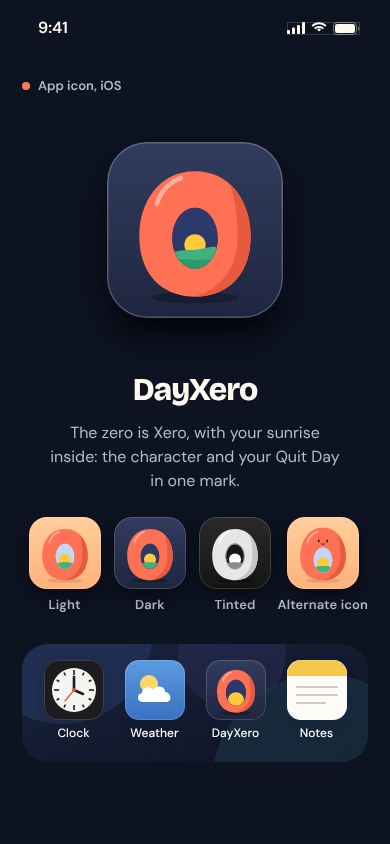 9:41
App icon, iOS
DayXero
The zero is Xero, with your sunrise
inside: the character and your Quit Day
in one mark.
Light
Dark
Tinted
Alternate icon
Clock
Weather
DayXero
Notes